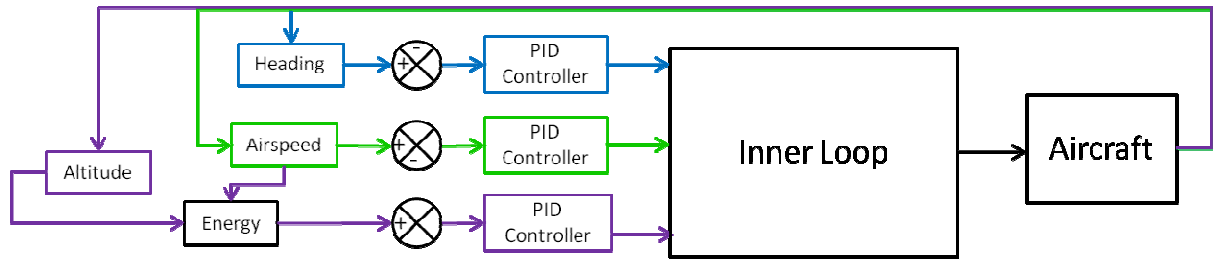 Heading
+
-
PID
Controller
Airspeed
+
-
PID
Controller
Altitude
Energy
+
PID
Controller
Inner Loop
Aircraft